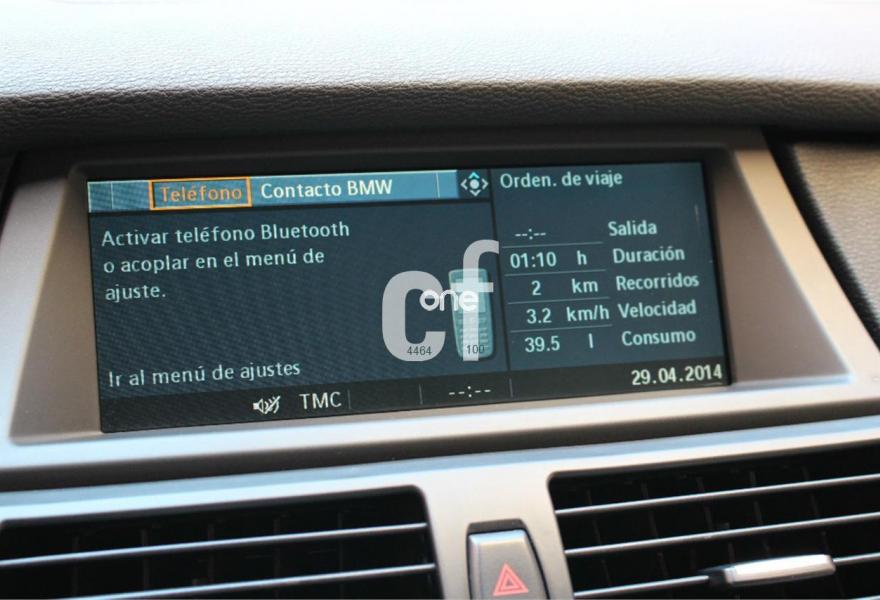 Teléfono Contacto BMW
Activar teléfono Bluetooth
o acoplar en el menú de
ajuste.
Ir al menú de ajustes
Orden. de viaje
--:-- Salida
01:10 h Duración
2 km Recorridos
3.2 km/h Velocidad
39.5 l Consumo
29.04.2014
TMC --:--
cf
one
4464 100